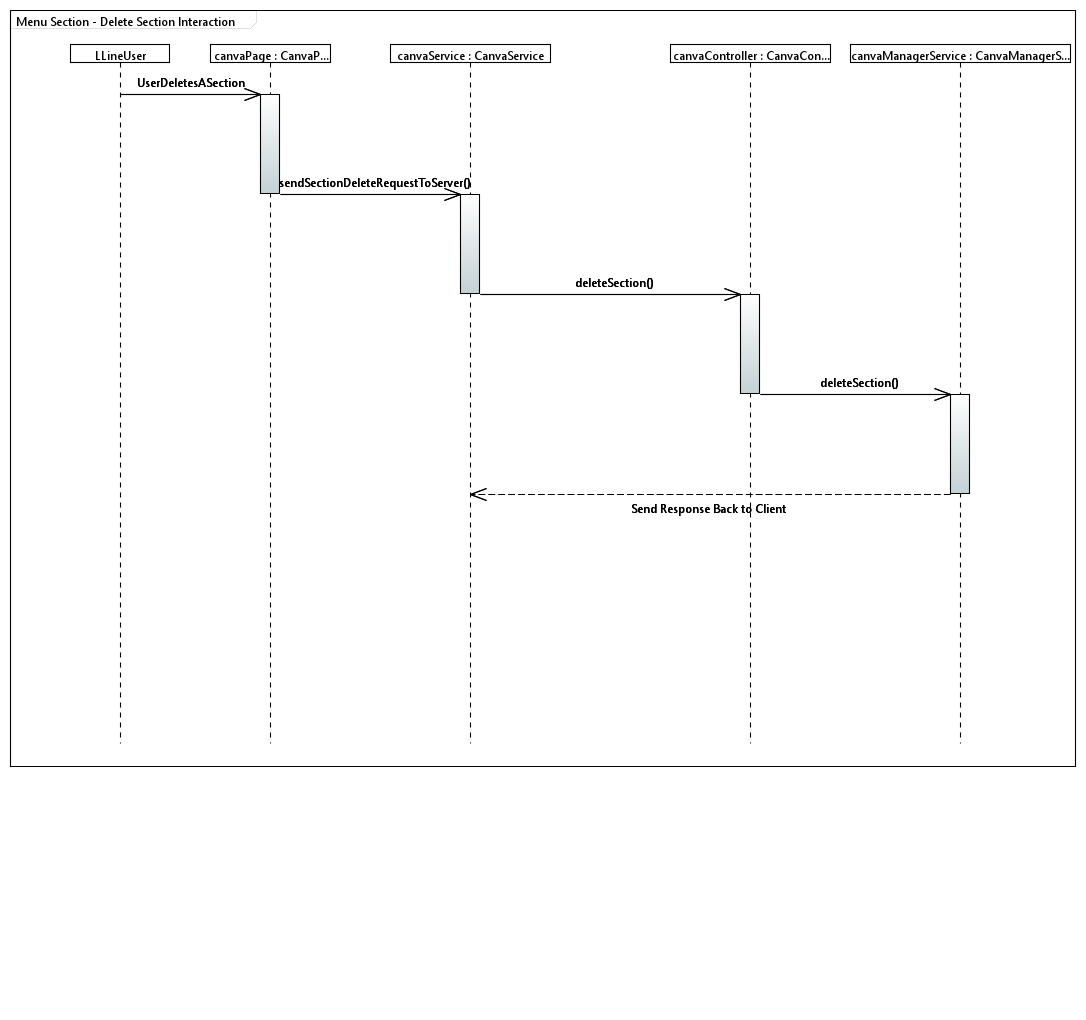 Menu Section - Delete Section Interaction
LLineUser
canvaPage : CanvaP...
canvaService : CanvaService
canvaController : CanvaCon...
canvaManagerService : CanvaManagerS...
UserDeletesASection
sendSectionDeleteRequestToServer()
deleteSection()
deleteSection()
Send Response Back to Client